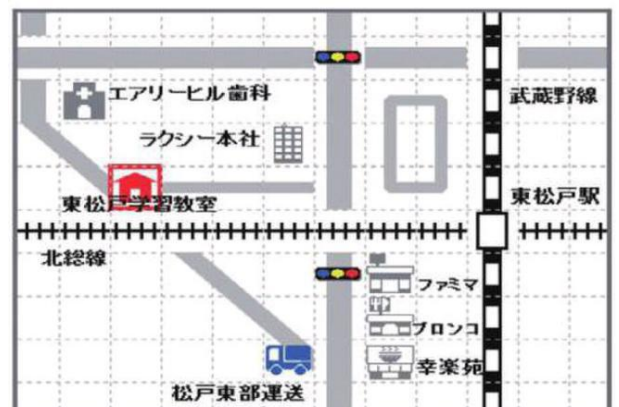 エアリーヒル歯科
武蔵野線
ラクシー本社
東松戸学習教室
東松戸駅
北総線
ファミマ
ブロンコ
幸楽苑
松戸東部運送